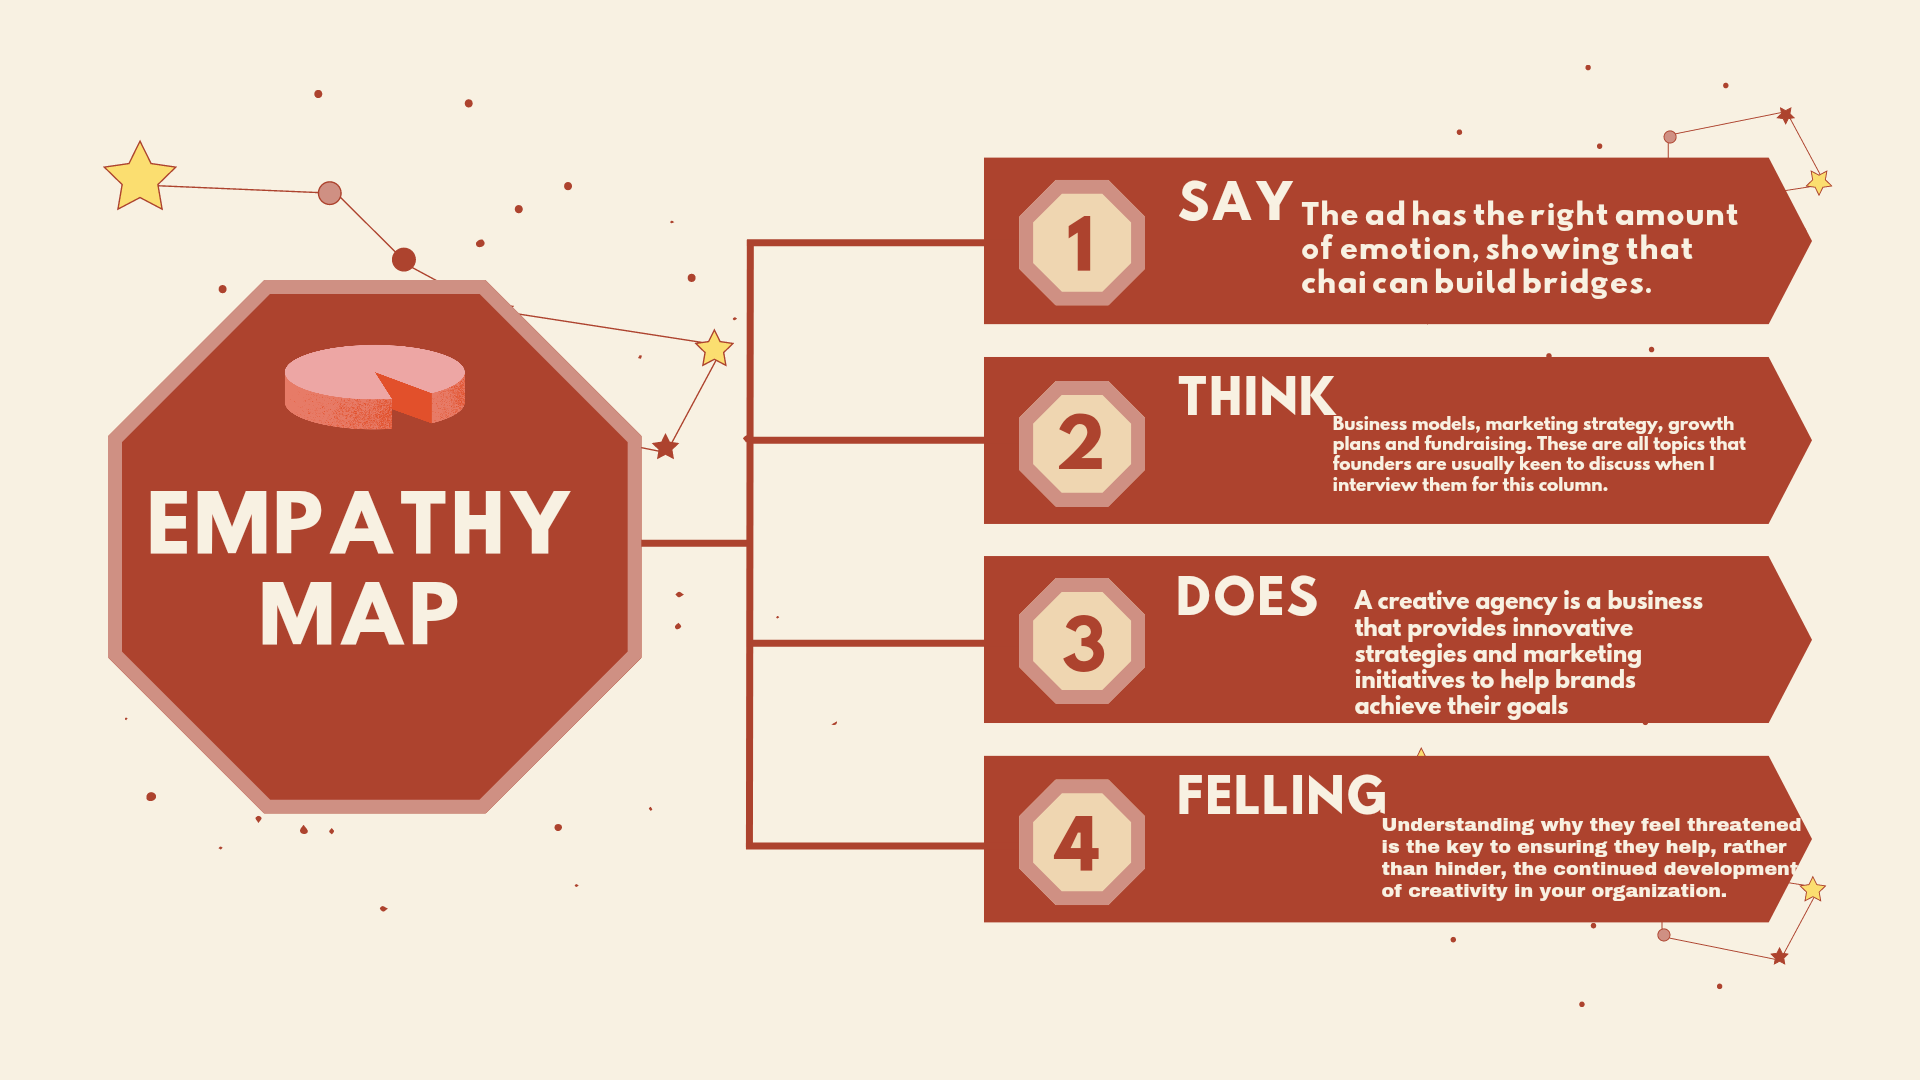 EMPATHY
MAP
1
SAY
The ad has the right amount
of emotion, showing that
chai can build bridges.
2
THINK
Business models, marketing strategy, growth
plans and fundraising. These are all topics that
founders are usually keen to discuss when I
interview them for this column.
3
DOES
A creative agency is a business
that provides innovative
strategies and marketing
initiatives to help brands
achieve their goals
4
FELLING
Understanding why they feel threatened
is the key to ensuring they help, rather
than hinder, the continued development
of creativity in your organization.